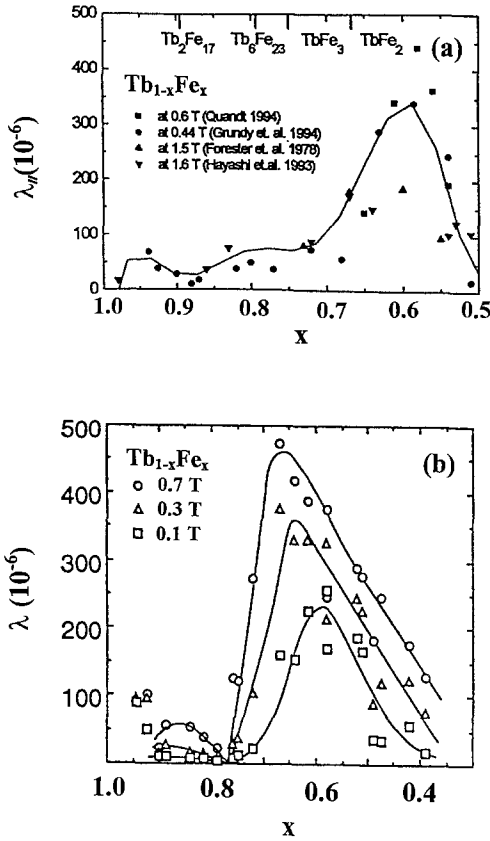 Tb2Fe17 Tb6Fe23 TbFe3 TbFe2
500
(a)
400
Tb1-xFex
at 0.6 T (Quandt 1994)
300
at 0.44 T (Grundy et. al. 1994)
at 1.5 T (Forester et. al. 1978)
λ//(10-6)
200
at 1.6 T (Hayashi et.al. 1993)
100
0
1.0 0.9 0.8 0.7 0.6 0.5
x
500
Tb1-xFex
(b)
0.7 T
400
0.3 T
0.1 T
300
λ (10-6)
200
100
1.0 0.8 0.6 0.4
x